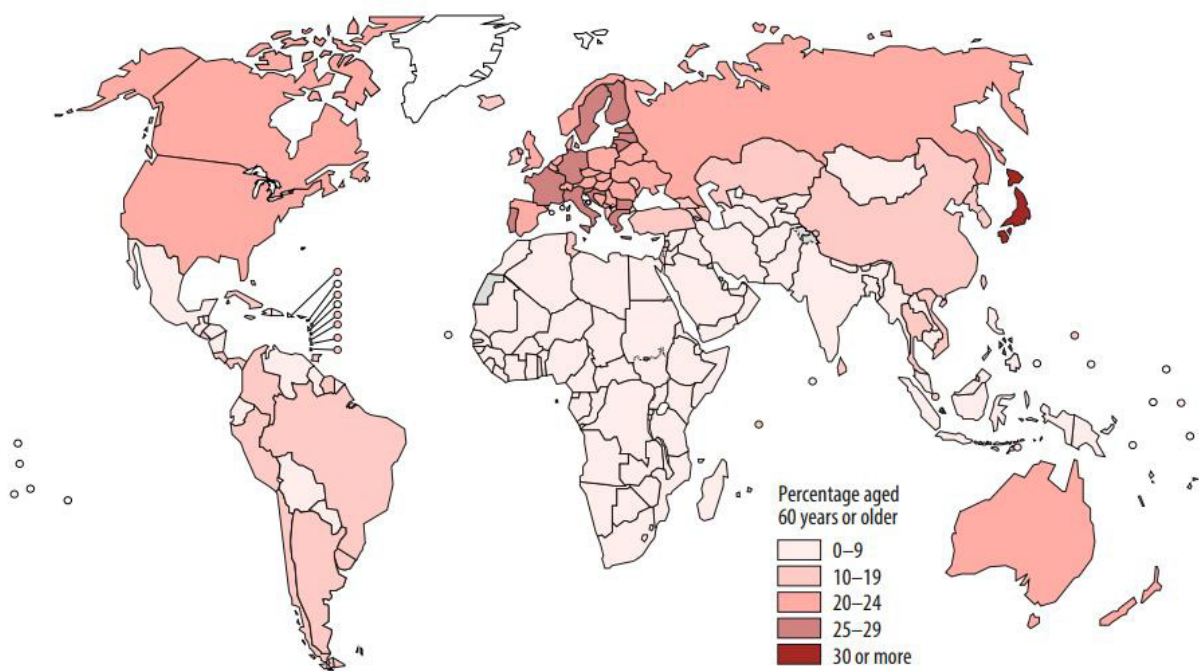 Percentage aged
60 years or older
0–9
10–19
20–24
25–29
30 or more